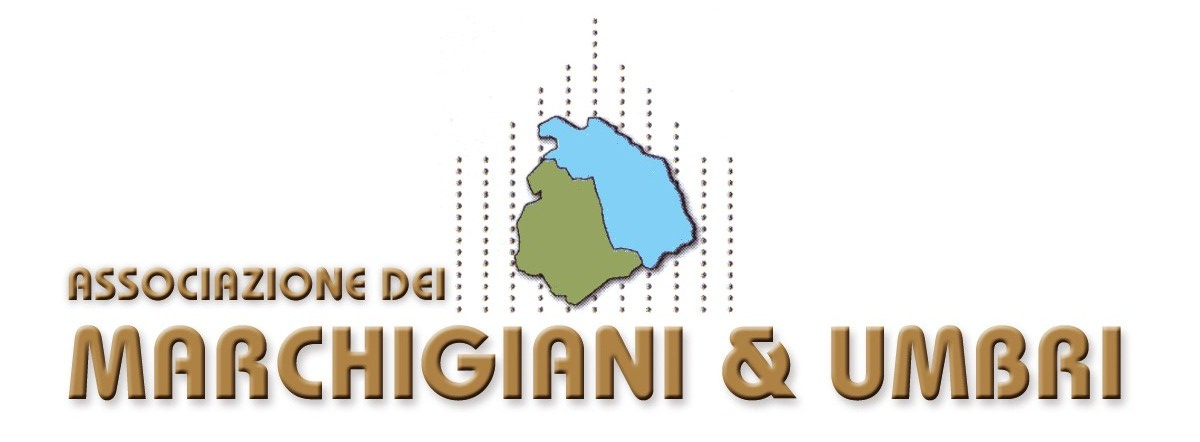 ASSOCIAZIONE DEI
MARCHIGIANI & UMBRI